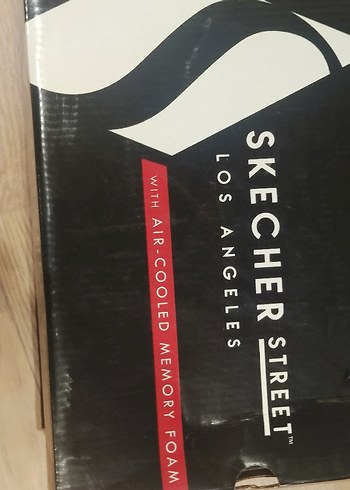 SKECHER STREET™
LOS ANGELES
WITH AIR-COOLED MEMORY FOAM